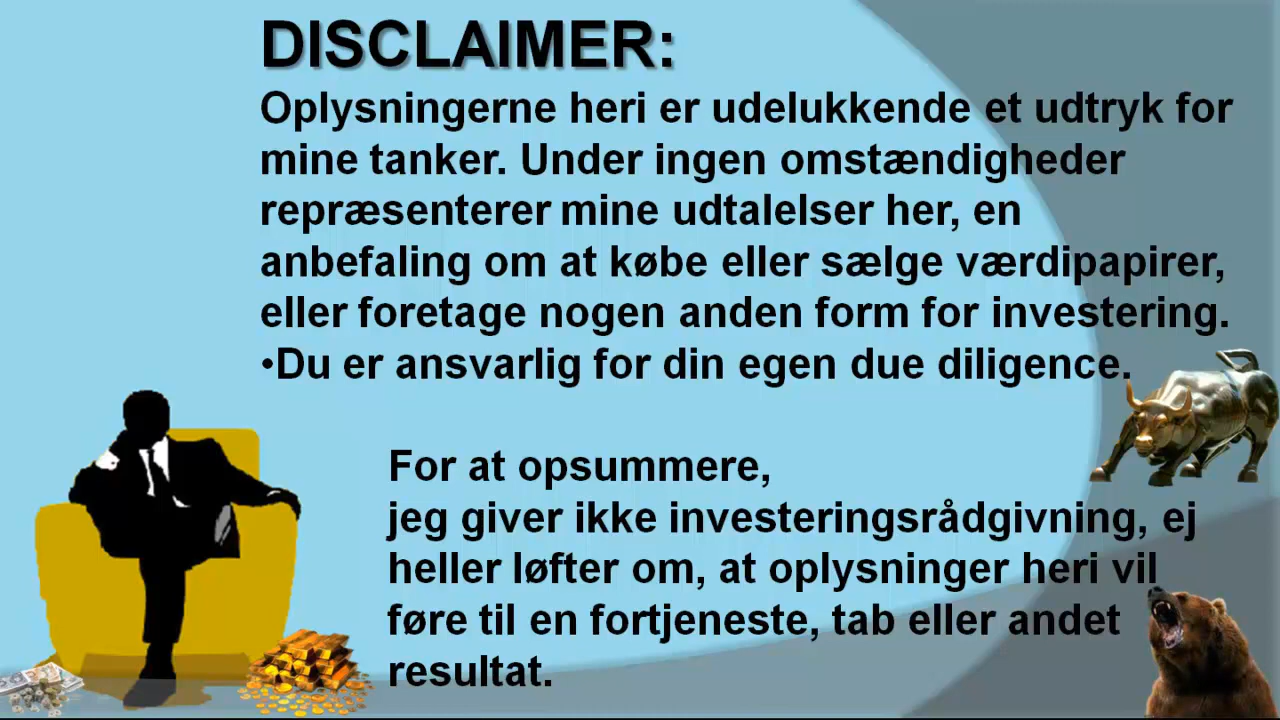 DISCLAIMER:
Oplysningerne heri er udelukkende et udtryk for
mine tanker. Under ingen omstændigheder
repræsenterer mine udtalelser her, en
anbefaling om at købe eller sælge værdipapirer,
eller foretage nogen anden form for investering.
•Du er ansvarlig for din egen due diligence.
For at opsummere,
jeg giver ikke investeringsrådgivning, ej
heller løfter om, at oplysninger heri vil
føre til en fortjeneste, tab eller andet
resultat.